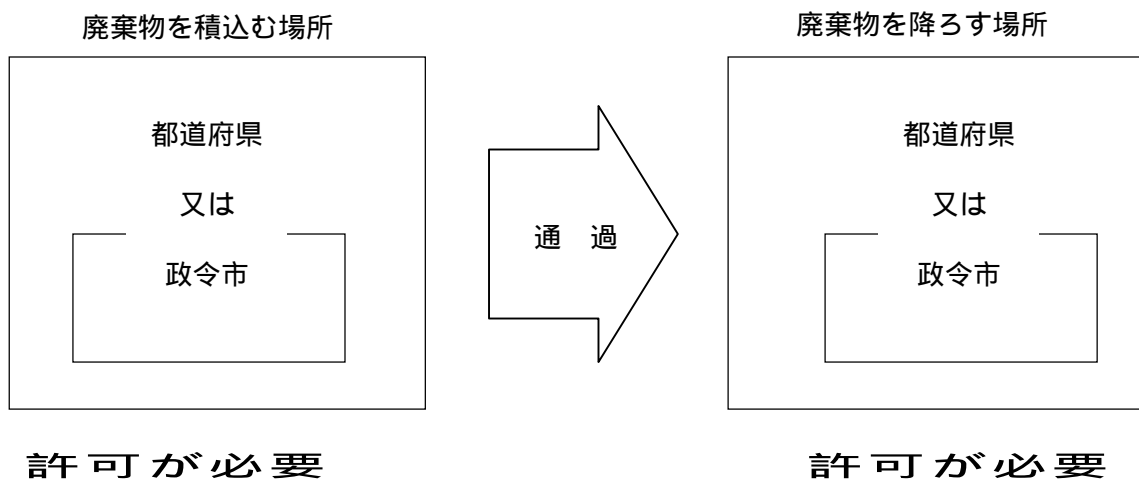 廃棄物を積込む場所
都道府県
又は
政令市
許可が必要
通　過
廃棄物を降ろす場所
都道府県
又は
政令市
許可が必要